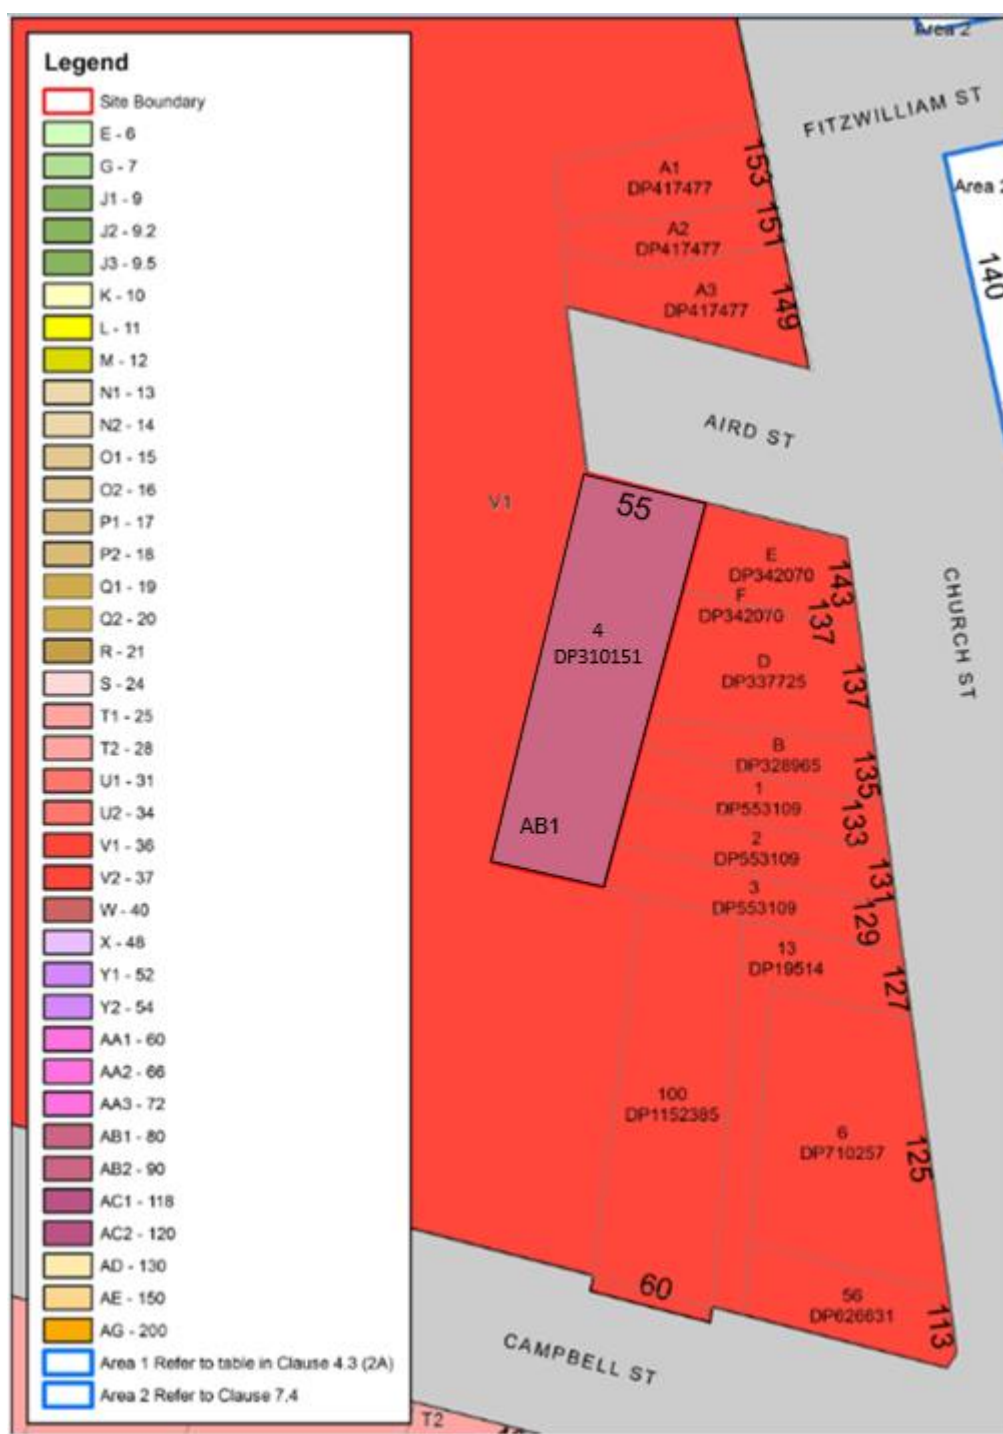 Legend
Site Boundary
E - 6
G - 7
J1 - 9
J2 - 9.2
J3 - 9.5
K - 10
L - 11
M - 12
N1 - 13
N2 - 14
O1 - 15
O2 - 16
P1 - 17
P2 - 18
Q1 - 19
Q2 - 20
R - 21
S - 24
T1 - 25
T2 - 28
U1 - 31
U2 - 34
V1 - 36
V2 - 37
W - 40
X - 48
Y1 - 52
Y2 - 54
AA1 - 60
AA2 - 66
AA3 - 72
AB1 - 80
AB2 - 90
AC1 - 118
AC2 - 120
AD - 130
AE - 150
AG - 200
Area 1 Refer to table in Clause 4.3 (2A)
Area 2 Refer to Clause 7.4
Area 2
FITZWILLIAM ST
Area 2
140
A1
DP417477
153
A2
DP417477
151
A3
DP417477
149
AIRD ST
V1
55
4
DP310151
AB1
E
DP342070
143
F
DP342070
137
D
DP337725
137
CHURCH ST
B
DP328965
135
1
DP553109
133
2
DP553109
131
3
DP553109
129
13
DP19514
127
100
DP1152385
6
DP710257
125
60
56
DP626631
113
CAMPBELL ST
T2